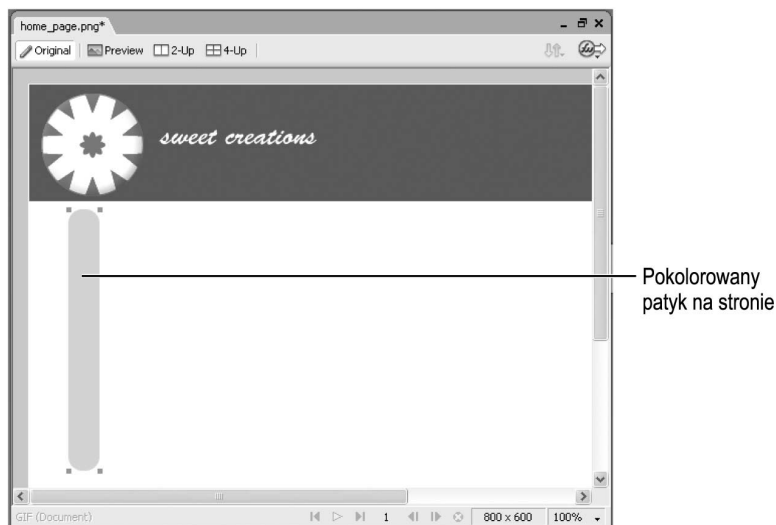 home_page.png*
Original Preview 2-Up 4-Up
sweet creations
Pokolorowany
patyk na stronie
GIF (Document) 1 800 x 600 100%